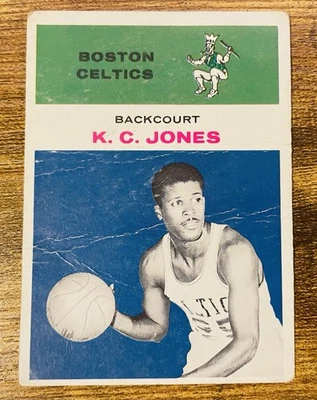 BOSTON
CELTICS
BACKCOURT
K. C. JONES